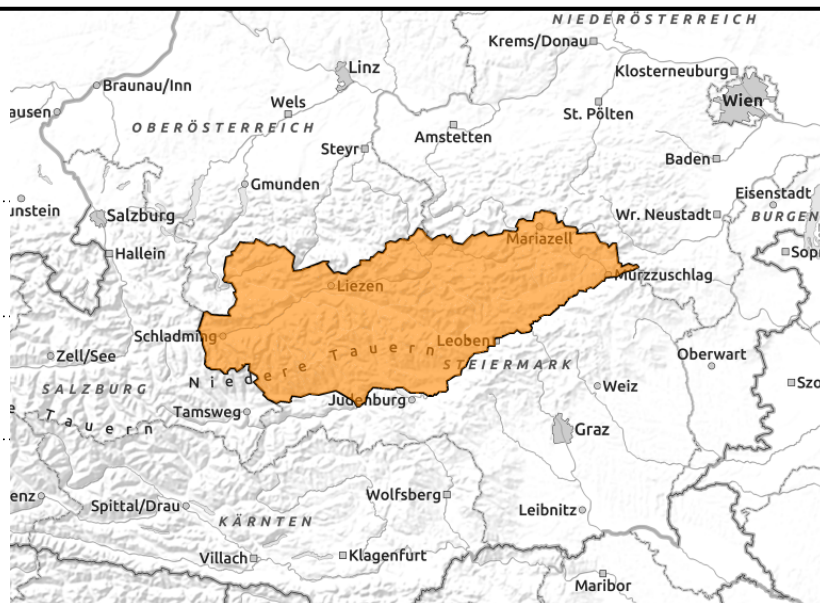 NIEDERÖSTERREICH
Krems/Donau
Linz
Klosterneuburg
Braunau/Inn
Wien
Wels
ausen
St. Pölten
OBERÖSTERREICH
Amstetten
Steyr
Baden
Gmunden
Eisenstadt
unstein
Salzburg
Wr. Neustadt
BURGEN
Mariazell
Hallein
Sopr
Mürzzuschlag
Liezen
Schladming
Leoben
Niedere Tauern
STEIERMARK
Oberwart
Zell/See
SALZBURG
Szo
Weiz
Judenburg
Tamsweg
e
Tauern
Graz
enz
Wolfsberg
Spittal/Drau
Leibnitz
KÄRNTEN
Villach
Klagenfurt
Maribor